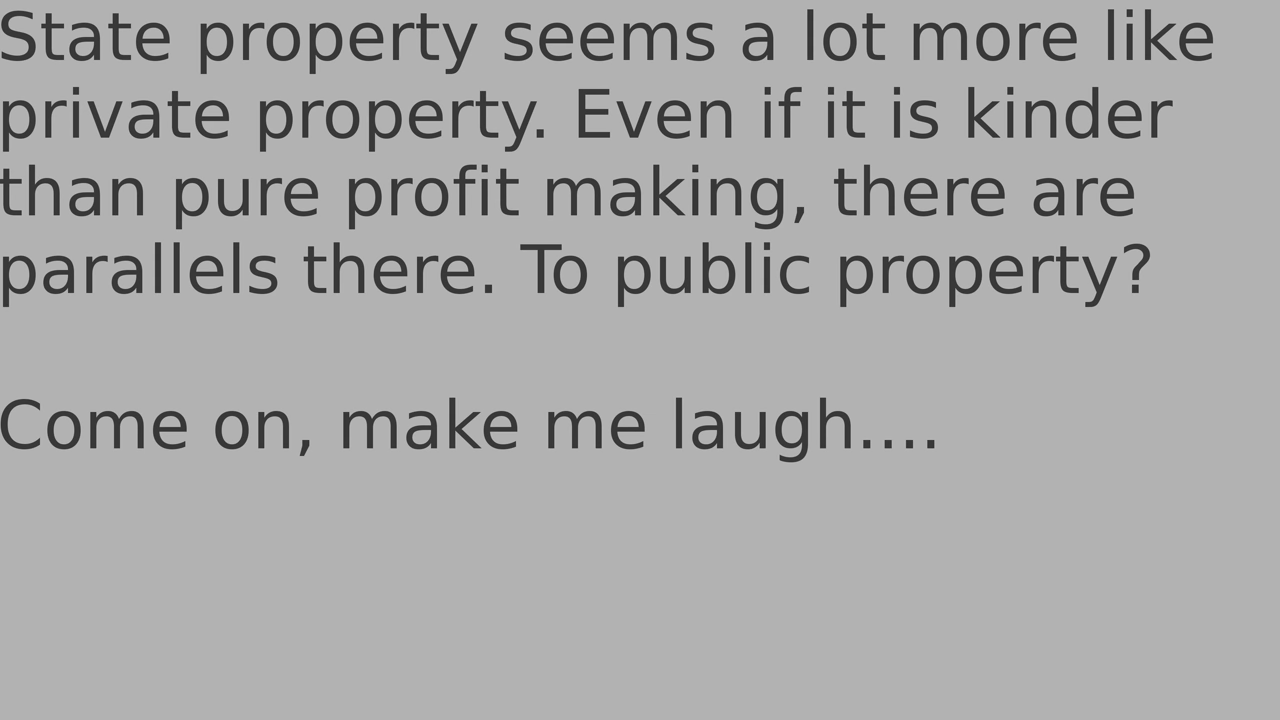 State property seems a lot more like
private property. Even if it is kinder
than pure profit making, there are
parallels there. To public property?
Come on, make me laugh....